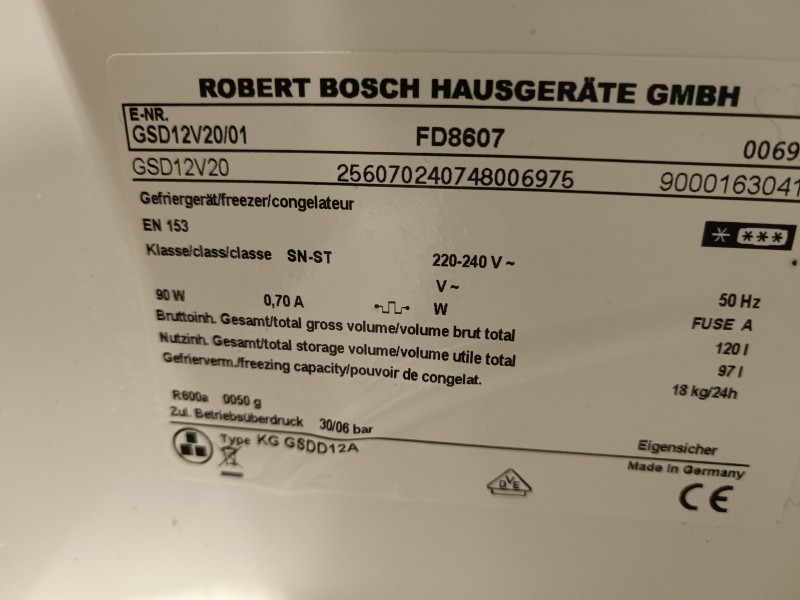 ROBERT BOSCH HAUSGERÄTE GMBH
E-NR.
GSD12V20/01 FD8607 0069
GSD12V20 256070240748006975 9000163041
Gefriergerät/freezer/congelateur
EN 153
Klasse/class/classe SN-ST 220-240 V ~
V ~
90 W 0,70 A W 50 Hz
Bruttoinh. Gesamt/total gross volume/volume brut total FUSE A
Nutzinh. Gesamt/total storage volume/volume utile total 120 l
Gefrierverm./freezing capacity/pouvoir de congelat. 97 l
18 kg/24h
R600a 0050 g
Zul. Betriebsüberdruck 30/06 bar
Type KG GSDD12A Eigensicher
Made in Germany
DVE
CE